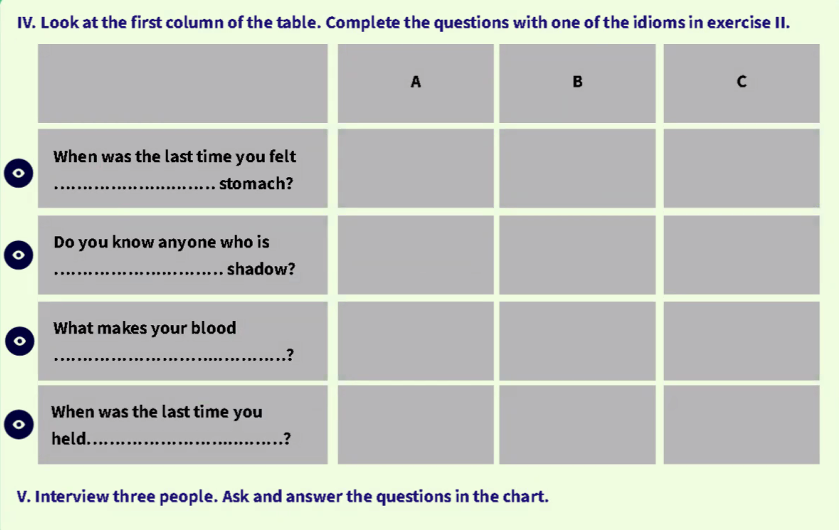 IV. Look at the first column of the table. Complete the questions with one of the idioms in exercise II.
A
B
C
When was the last time you felt
............................ stomach?
Do you know anyone who is
............................. shadow?
What makes your blood
........................................?
When was the last time you
held..................................?
V. Interview three people. Ask and answer the questions in the chart.